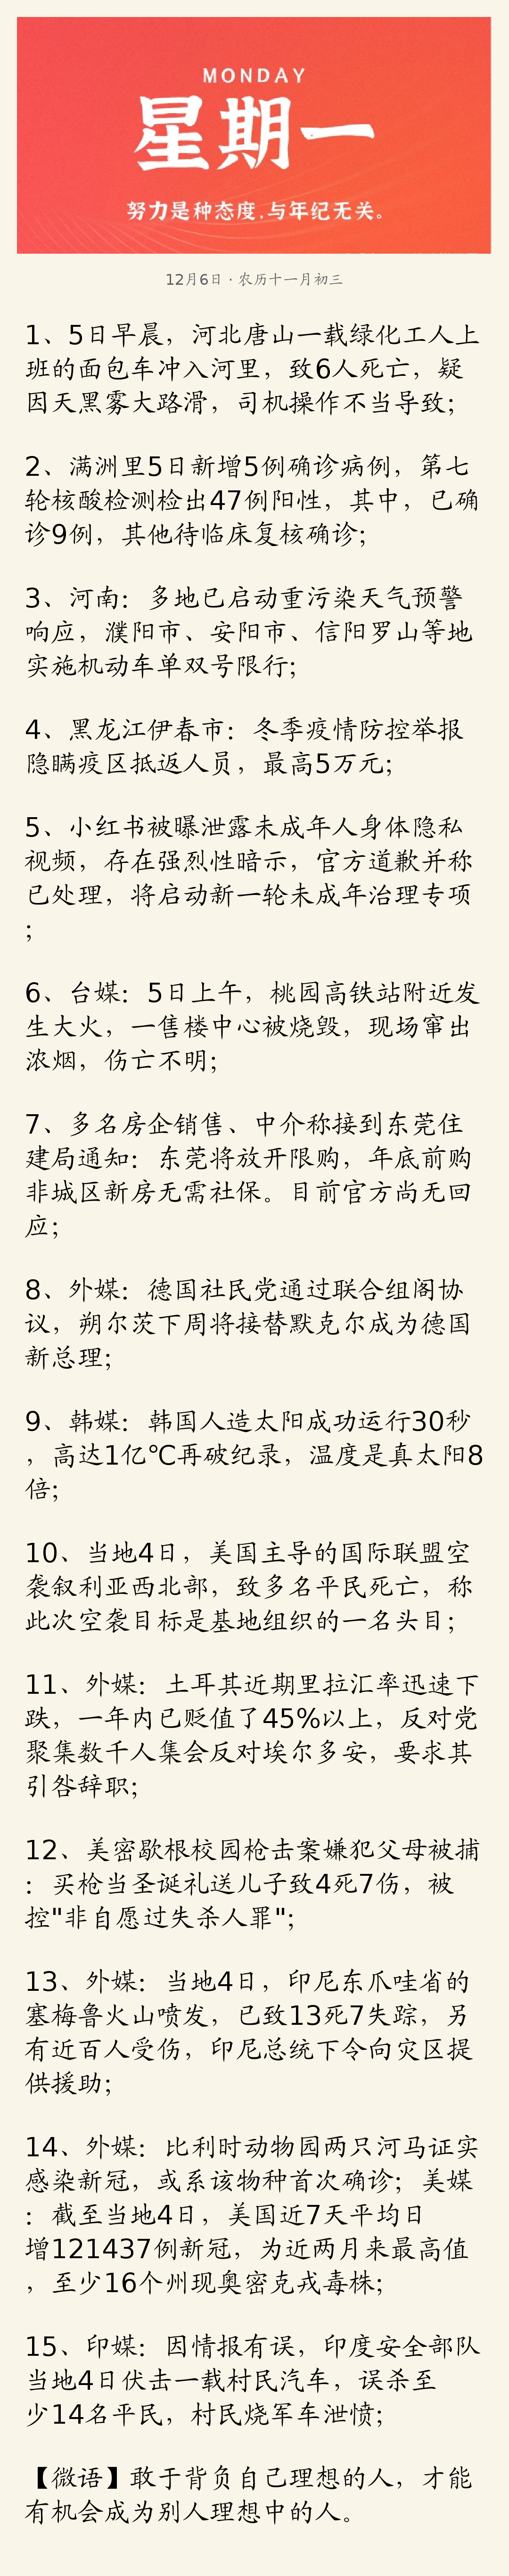 MONDAY
星期一
努力是种态度,与年纪无关。
12月6日·农历十一月初三
1、5日早晨，河北唐山一载绿化工人上
班的面包车冲入河里，致6人死亡，疑
因天黑雾大路滑，司机操作不当导致；
2、满洲里5日新增5例确诊病例，第七
轮核酸检测检出47例阳性，其中，已确
诊9例，其他待临床复核确诊；
3、河南：多地已启动重污染天气预警
响应，濮阳市、安阳市、信阳罗山等地
实施机动车单双号限行；
4、黑龙江伊春市：冬季疫情防控举报
隐瞒疫区抵返人员，最高5万元；
5、小红书被曝泄露未成年人身体隐私
视频，存在强烈性暗示，官方道歉并称
已处理，将启动新一轮未成年治理专项
；
6、台媒：5日上午，桃园高铁站附近发
生大火，一售楼中心被烧毁，现场窜出
浓烟，伤亡不明；
7、多名房企销售、中介称接到东莞住
建局通知：东莞将放开限购，年底前购
非城区新房无需社保。目前官方尚无回
应；
8、外媒：德国社民党通过联合组阁协
议，朔尔茨下周将接替默克尔成为德国
新总理；
9、韩媒：韩国人造太阳成功运行30秒
，高达1亿℃再破纪录，温度是真太阳8
倍；
10、当地4日，美国主导的国际联盟空
袭叙利亚西北部，致多名平民死亡，称
此次空袭目标是基地组织的一名头目；
11、外媒：土耳其近期里拉汇率迅速下
跌，一年内已贬值了45%以上，反对党
聚集数千人集会反对埃尔多安，要求其
引咎辞职；
12、美密歇根校园枪击案嫌犯父母被捕
：买枪当圣诞礼送儿子致4死7伤，被
控"非自愿过失杀人罪"；
13、外媒：当地4日，印尼东爪哇省的
塞梅鲁火山喷发，已致13死7失踪，另
有近百人受伤，印尼总统下令向灾区提
供援助；
14、外媒：比利时动物园两只河马证实
感染新冠，或系该物种首次确诊；美媒
：截至当地4日，美国近7天平均日
增121437例新冠，为近两月来最高值
，至少16个州现奥密克戎毒株；
15、印媒：因情报有误，印度安全部队
当地4日伏击一载村民汽车，误杀至
少14名平民，村民烧军车泄愤；
【微语】敢于背负自己理想的人，才能
有机会成为别人理想中的人。